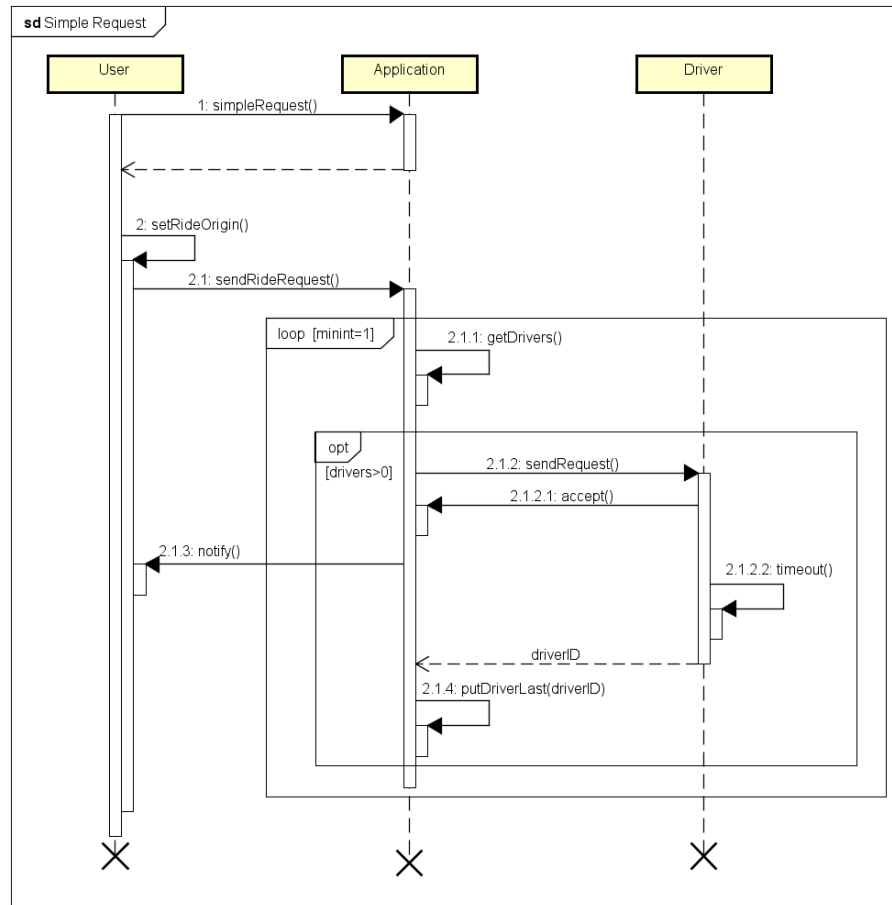 sd Simple Request
User
Application
Driver
1: simpleRequest()
2: setRideOrigin()
2.1: sendRideRequest()
loop [minint=1]
2.1.1: getDrivers()
opt
[drivers>0]
2.1.2: sendRequest()
2.1.2.1: accept()
2.1.3: notify()
2.1.2.2: timeout()
driverID
2.1.4: putDriverLast(driverID)